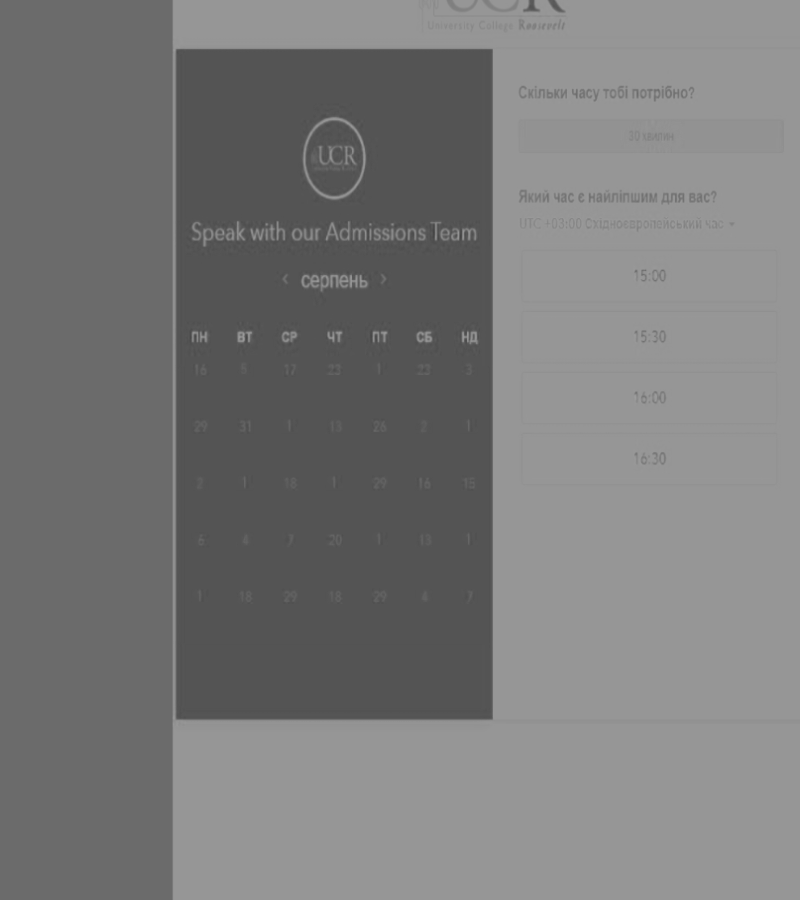 UCR
University College Roosevelt
UCR
Speak with our Admissions Team
< серпень >
ПН ВТ СР ЧТ ПТ СБ НД
16 8 17 23 1 23 3
29 31 1 13 26 3 1
2 1 18 1 29 16 15
6 4 7 20 1 13 1
1 18 29 18 29 4 7
Скільки часу тобі потрібно?
30 хвилин
Який час є найліпшим для вас?
UTC +03:00 Східноєвропейський час
15:00
15:30
16:00
16:30